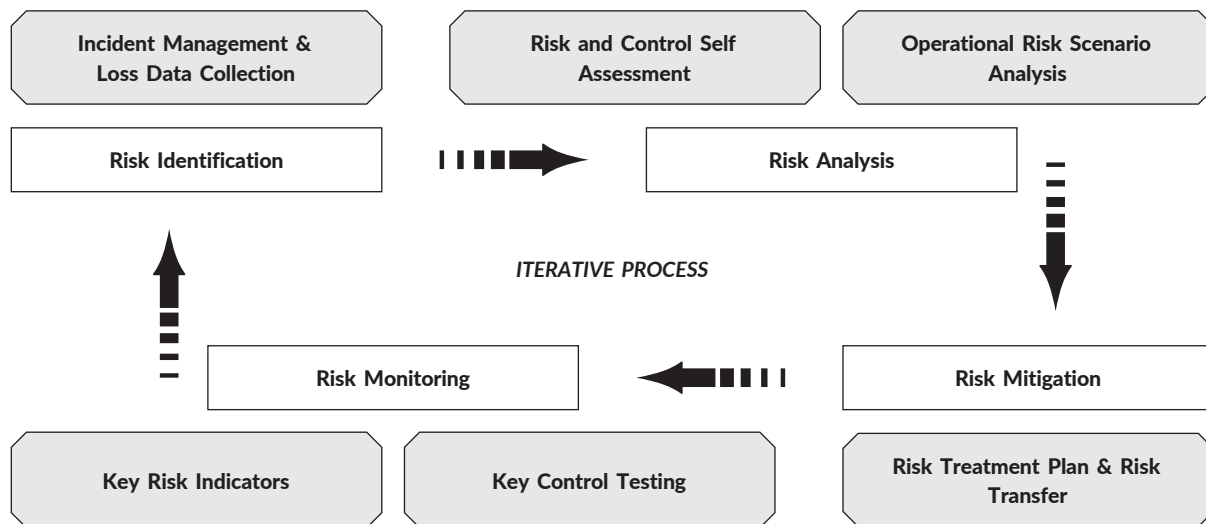 Incident Management &
Loss Data Collection
Risk and Control Self
Assessment
Operational Risk Scenario
Analysis
Risk Identification
Risk Analysis
ITERATIVE PROCESS
Risk Monitoring
Risk Mitigation
Key Risk Indicators
Key Control Testing
Risk Treatment Plan & Risk
Transfer